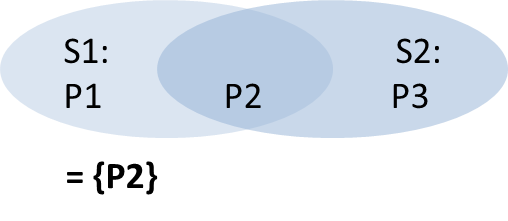 S1: S2:
P1 P2 P3
= {P2}